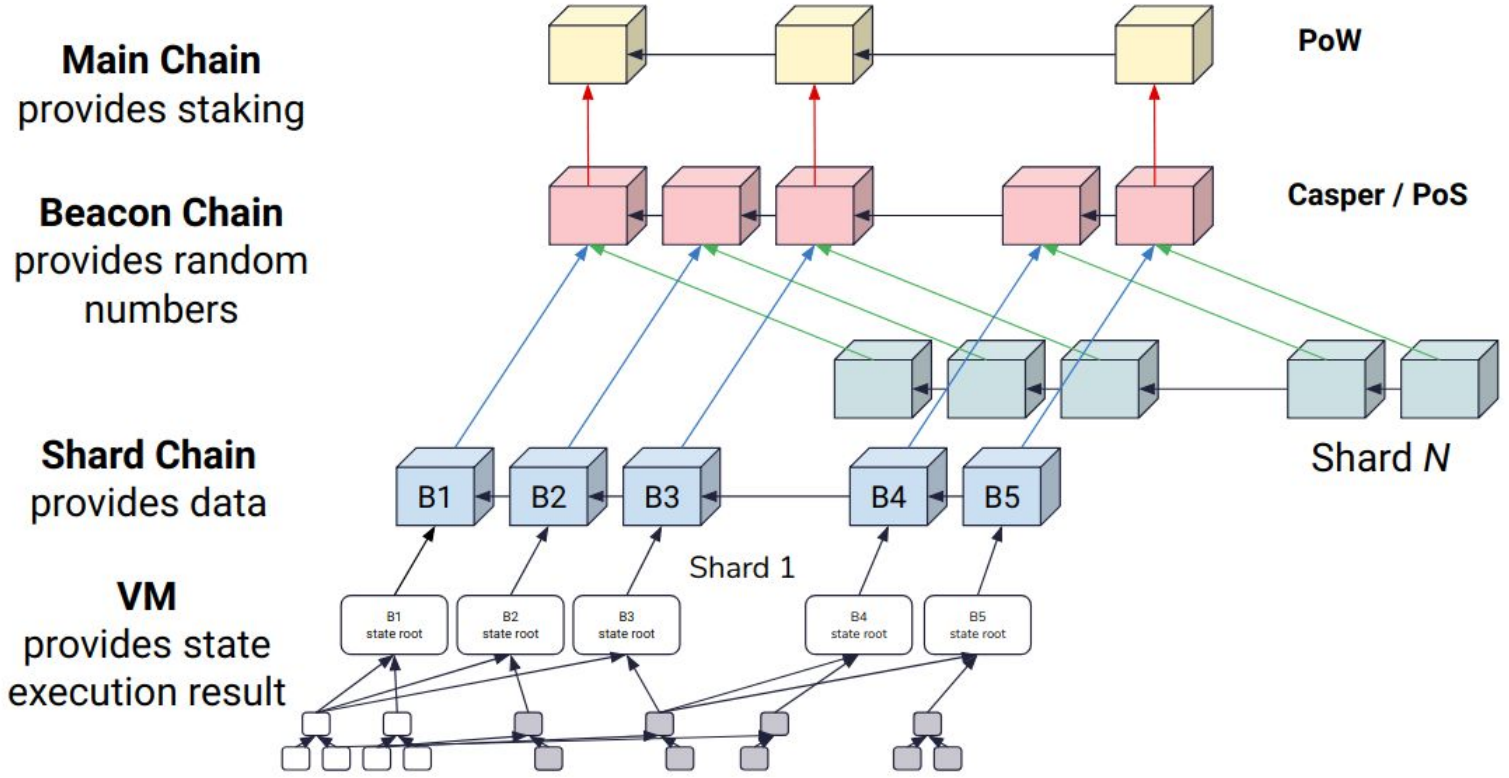 Main Chain
provides staking
PoW
Beacon Chain
provides random
numbers
Casper / PoS
Shard N
Shard Chain
provides data
B1
B2
B3
B4
B5
Shard 1
VM
provides state
execution result
B1
state root
B2
state root
B3
state root
B4
state root
B5
state root